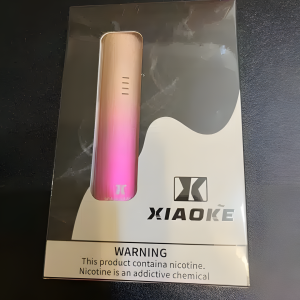 K
XIAOKE
WARNING
This product containa nicotine.
Nicotine is an addictive chemical